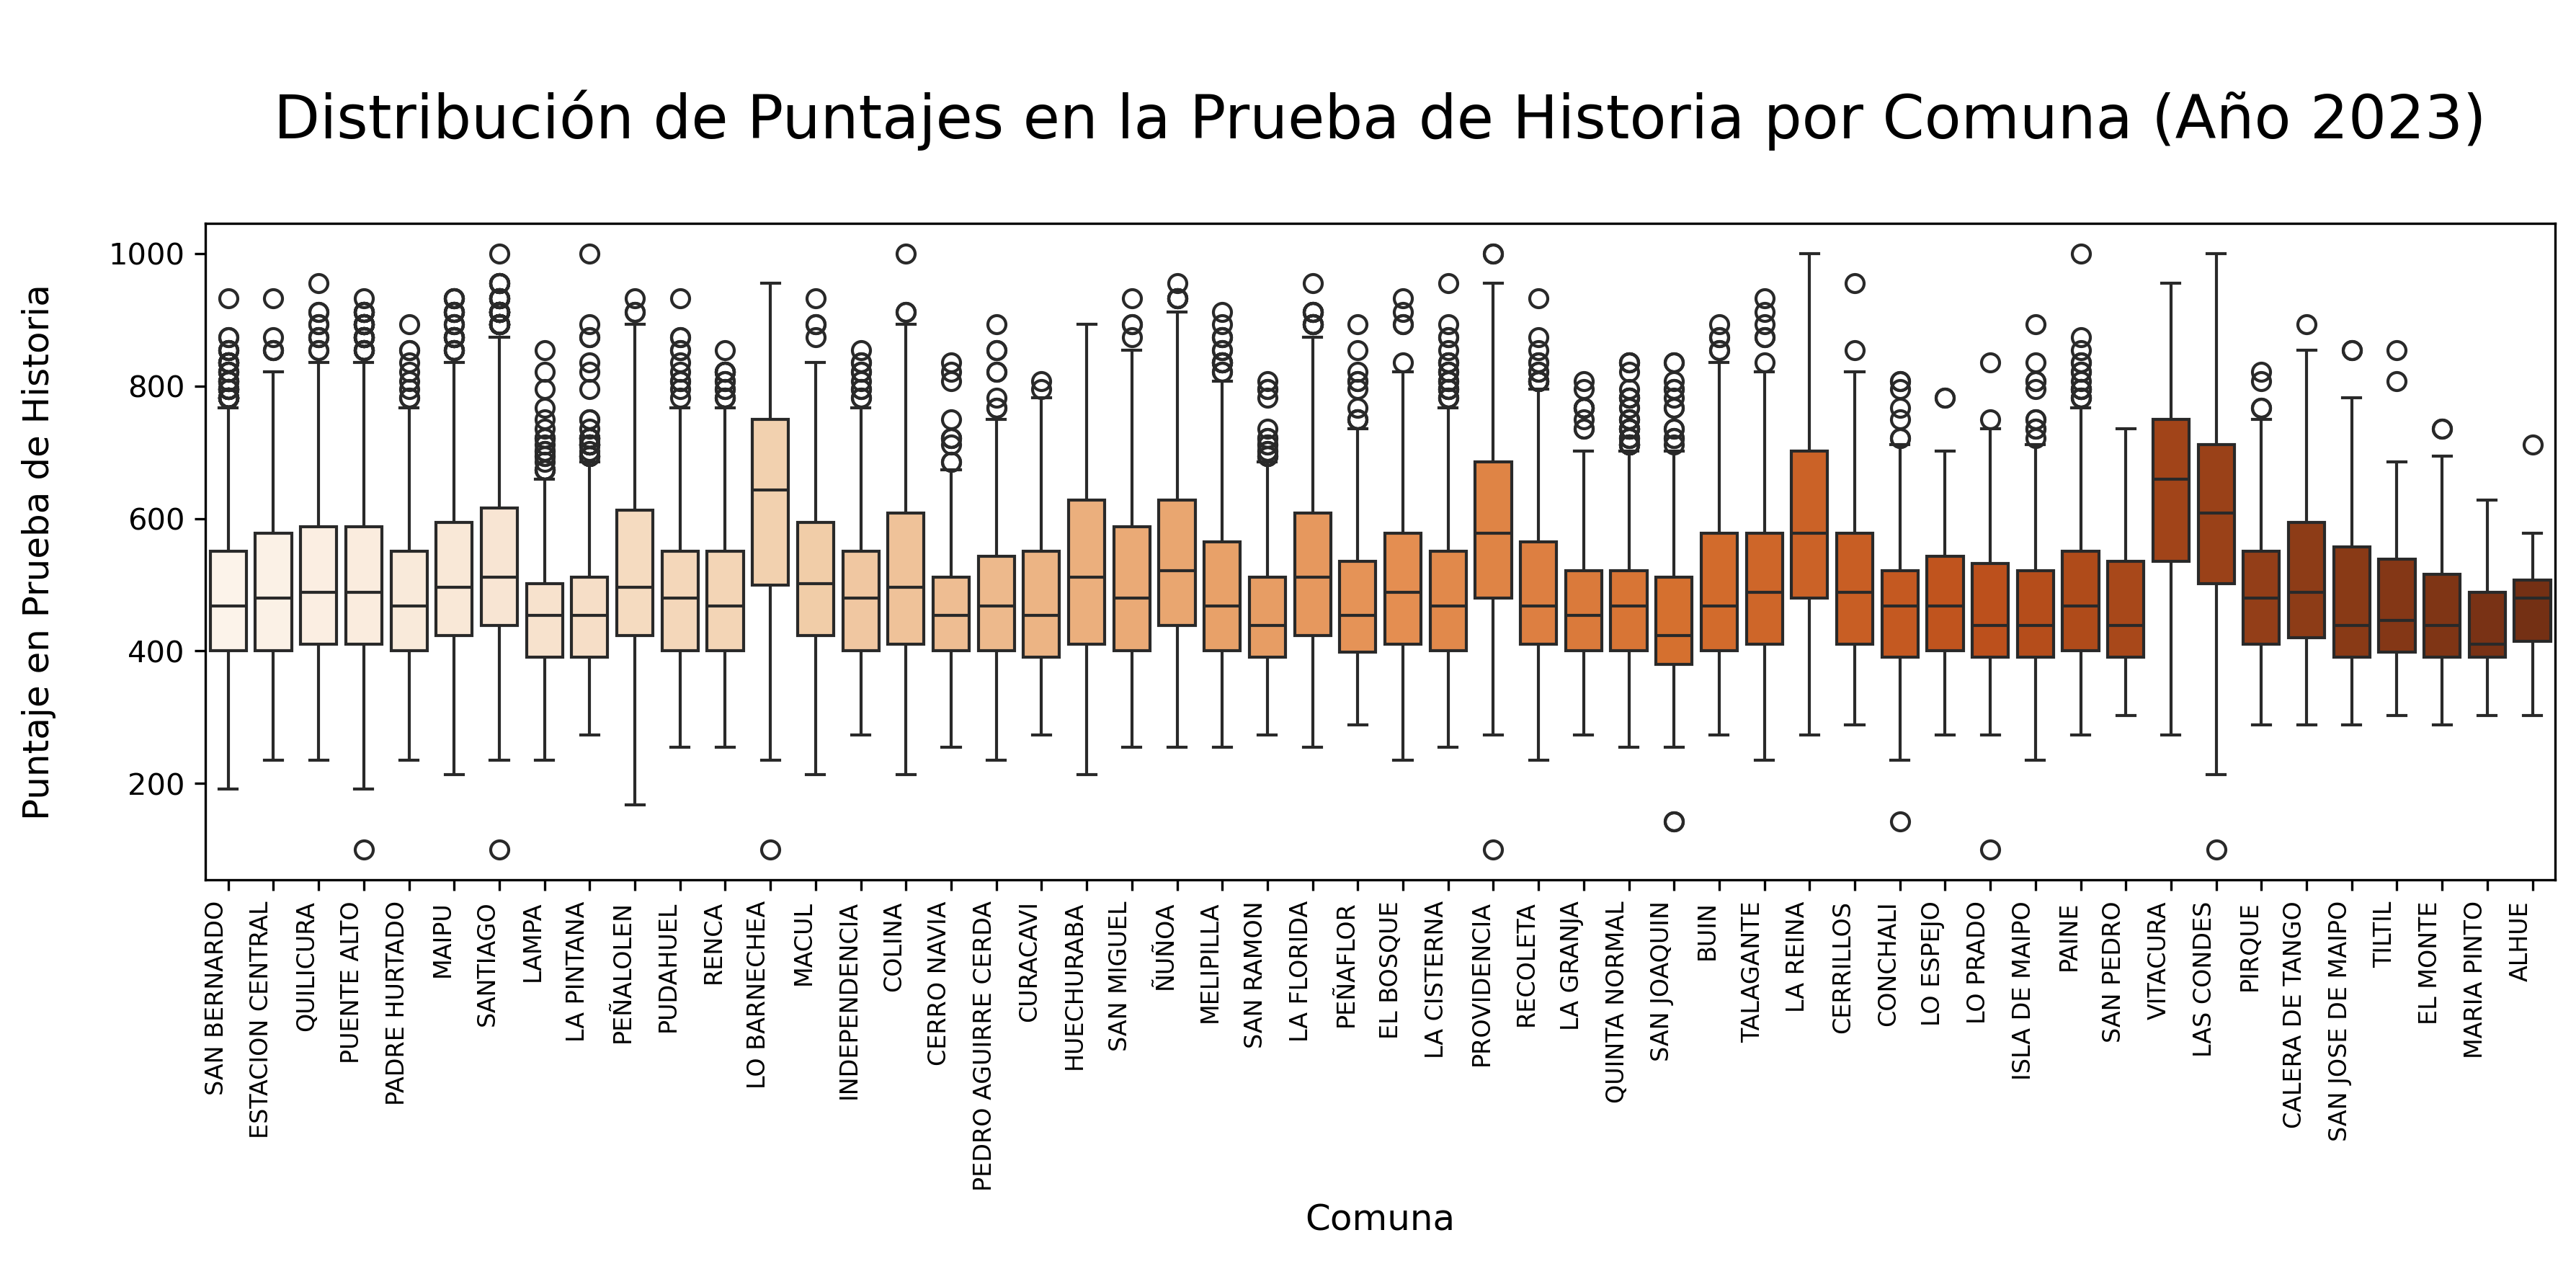 Distribución de Puntajes en la Prueba de Historia por Comuna (Año 2023)
Puntaje en Prueba de Historia
1000
800
600
400
200
SAN BERNARDO
ESTACION CENTRAL
QUILICURA
PUENTE ALTO
PADRE HURTADO
MAIPU
SANTIAGO
LAMPA
LA PINTANA
PEÑALOLEN
PUDAHUEL
RENCA
LO BARNECHEA
MACUL
INDEPENDENCIA
COLINA
CERRO NAVIA
PEDRO AGUIRRE CERDA
CURACAVI
HUECHURABA
SAN MIGUEL
ÑUÑOA
MELIPILLA
SAN RAMON
LA FLORIDA
PEÑAFLOR
EL BOSQUE
LA CISTERNA
PROVIDENCIA
RECOLETA
LA GRANJA
QUINTA NORMAL
SAN JOAQUIN
BUIN
TALAGANTE
LA REINA
CERRILLOS
CONCHALI
LO ESPEJO
LO PRADO
ISLA DE MAIPO
PAINE
SAN PEDRO
VITACURA
LAS CONDES
PIRQUE
CALERA DE TANGO
SAN JOSE DE MAIPO
TILTIL
EL MONTE
MARIA PINTO
ALHUE
Comuna